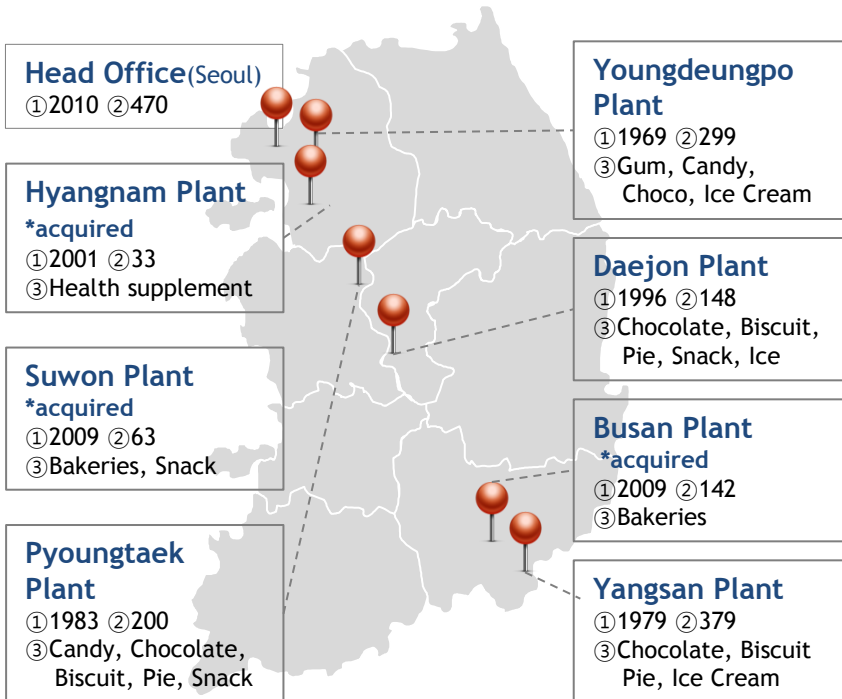 Head Office(Seoul)
①2010 ②470
Hyangnam Plant
*acquired
①2001 ②33
③Health supplement
Suwon Plant
*acquired
①2009 ②63
③Bakeries, Snack
Pyoungtaek
Plant
①1983 ②200
③Candy, Chocolate,
Biscuit, Pie, Snack
Youngdeungpo
Plant
①1969 ②299
③Gum, Candy,
Choco, Ice Cream
Daejon Plant
①1996 ②148
③Chocolate, Biscuit,
Pie, Snack, Ice
Busan Plant
*acquired
①2009 ②142
③Bakeries
Yangsan Plant
①1979 ②379
③Chocolate, Biscuit
Pie, Ice Cream